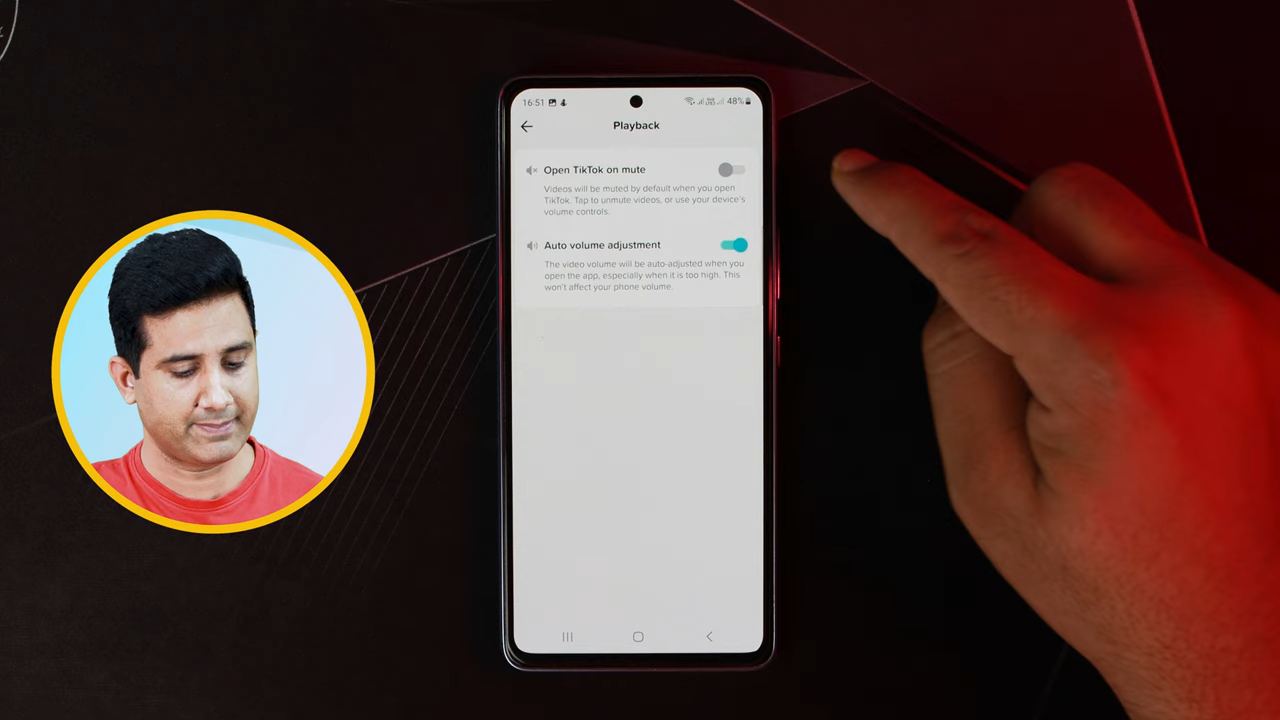 16:51 48%
Playback
Open TikTok on mute
Videos will be muted by default when you open
TikTok. Tap to unmute videos, or use your device's
volume controls.
Auto volume adjustment
The video volume will be auto-adjusted when you
open the app, especially when it is too high. This
won't affect your phone volume.